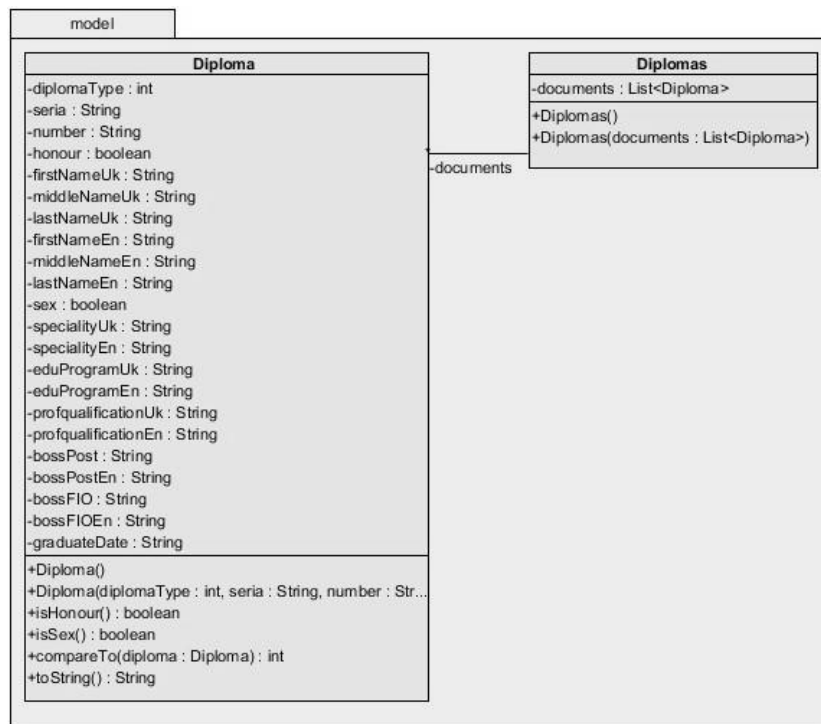 model
Diploma
-diplomaType : int
-seria : String
-number : String
-honour : boolean
-firstNameUk : String
-middleNameUk : String
-lastNameUk : String
-firstNameEn : String
-middleNameEn : String
-lastNameEn : String
-sex : boolean
-specialityUk : String
-specialityEn : String
-eduProgramUk : String
-eduProgramEn : String
-profqualificationUk : String
-profqualificationEn : String
-bossPost : String
-bossPostEn : String
-bossFIO : String
-bossFIOEn : String
-graduateDate : String
+Diploma()
+Diploma(diplomaType : int, seria : String, number : Str...
+isHonour() : boolean
+isSex() : boolean
+compareTo(diploma : Diploma) : int
+toString() : String
*
-documents
Diplomas
-documents : List<Diploma>
+Diplomas()
+Diplomas(documents : List<Diploma>)